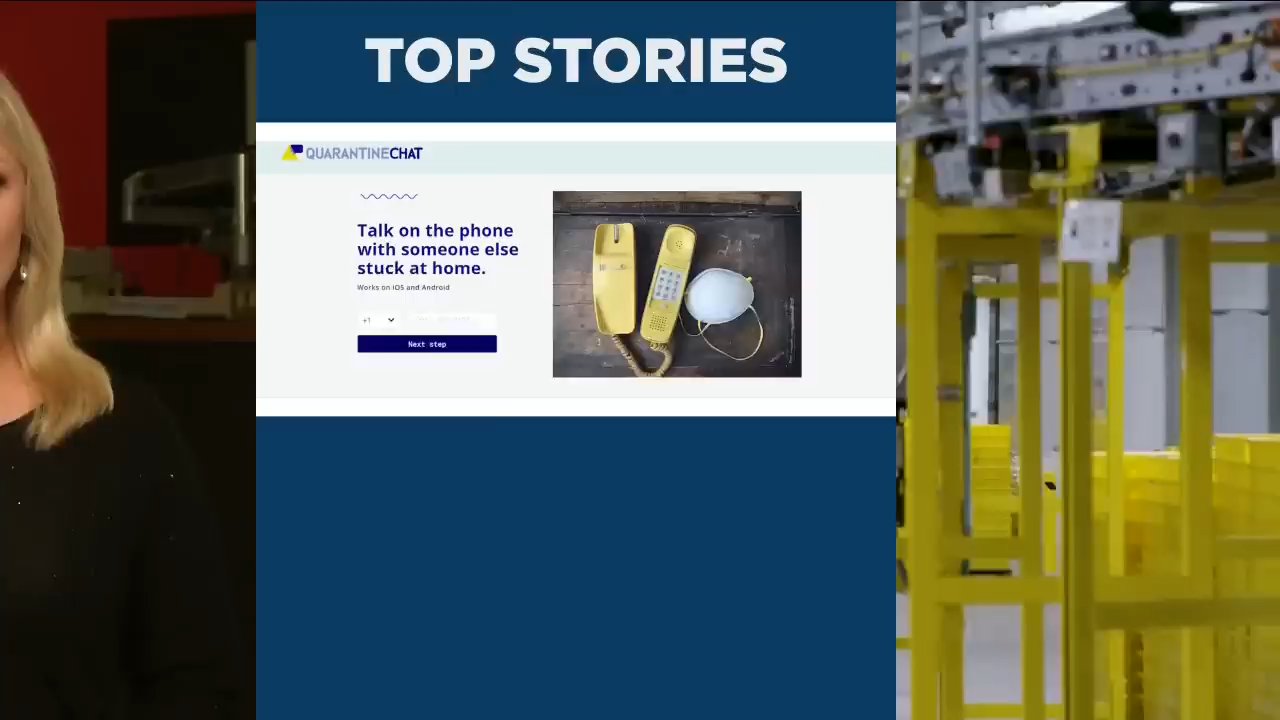 TOP STORIES
QUARANTINECHAT
Talk on the phone
with someone else
stuck at home.
Works on iOS and Android
+1
Next step